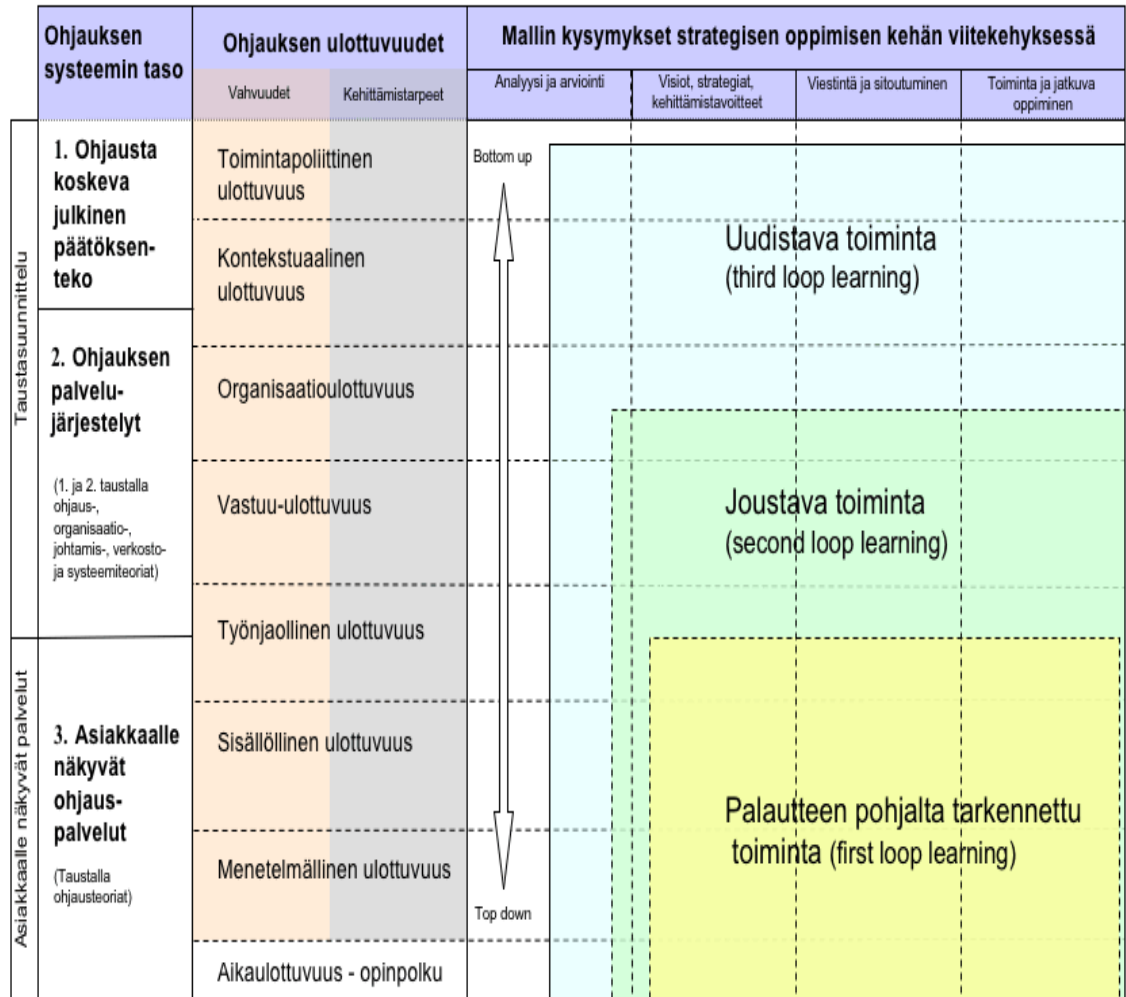 Ohjauksen
systeemin taso
Ohjauksen ulottuvuudet
Mallin kysymykset strategisen oppimisen kehän viitekehyksessä
Vahvuudet
Kehittämistarpeet
Analyysi ja arviointi
Visiot, strategiat,
kehittämistavoitteet
Viestintä ja sitoutuminen
Toiminta ja jatkuva
oppiminen
Taustasuunnittelu
1. Ohjausta
koskeva
julkinen
päätöksen-
teko
2. Ohjauksen
palvelu-
järjestelyt
(1. ja 2. taustalla
ohjaus-,
organisaatio-,
johtamis-, verkosto-
ja systeemiteoriat)
Asiakkaalle näkyvät palvelut
3. Asiakkaalle
näkyvät
ohjaus-
palvelut
(Taustalla
ohjausteoriat)
Toimintapoliittinen
ulottuvuus
Kontekstuaalinen
ulottuvuus
Organisaatioulottuvuus
Vastuu-ulottuvuus
Työnjaollinen ulottuvuus
Sisällöllinen ulottuvuus
Menetelmällinen ulottuvuus
Aikaulottuvuus - opinpolku
Bottom up
Top down
Uudistava toiminta
(third loop learning)
Joustava toiminta
(second loop learning)
Palautteen pohjalta tarkennettu
toiminta (first loop learning)